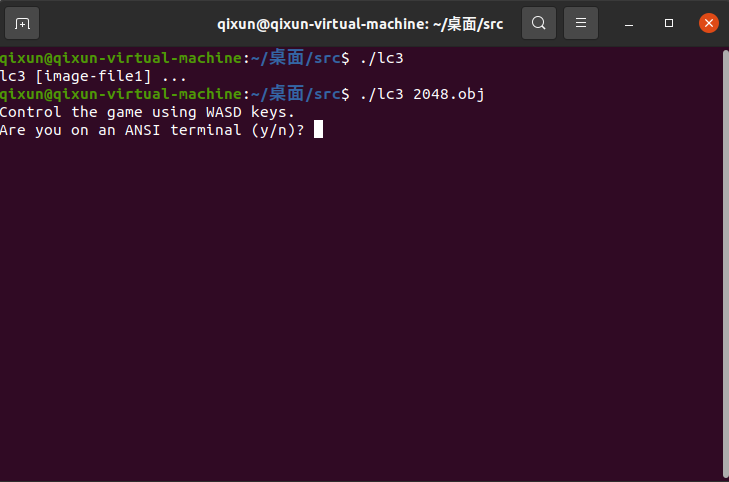 qixun@qixun-virtual-machine: ~/桌面/src
qixun@qixun-virtual-machine:~/桌面/src$ ./lc3
lc3 [image-file1] ...
qixun@qixun-virtual-machine:~/桌面/src$ ./lc3 2048.obj
Control the game using WASD keys.
Are you on an ANSI terminal (y/n)?